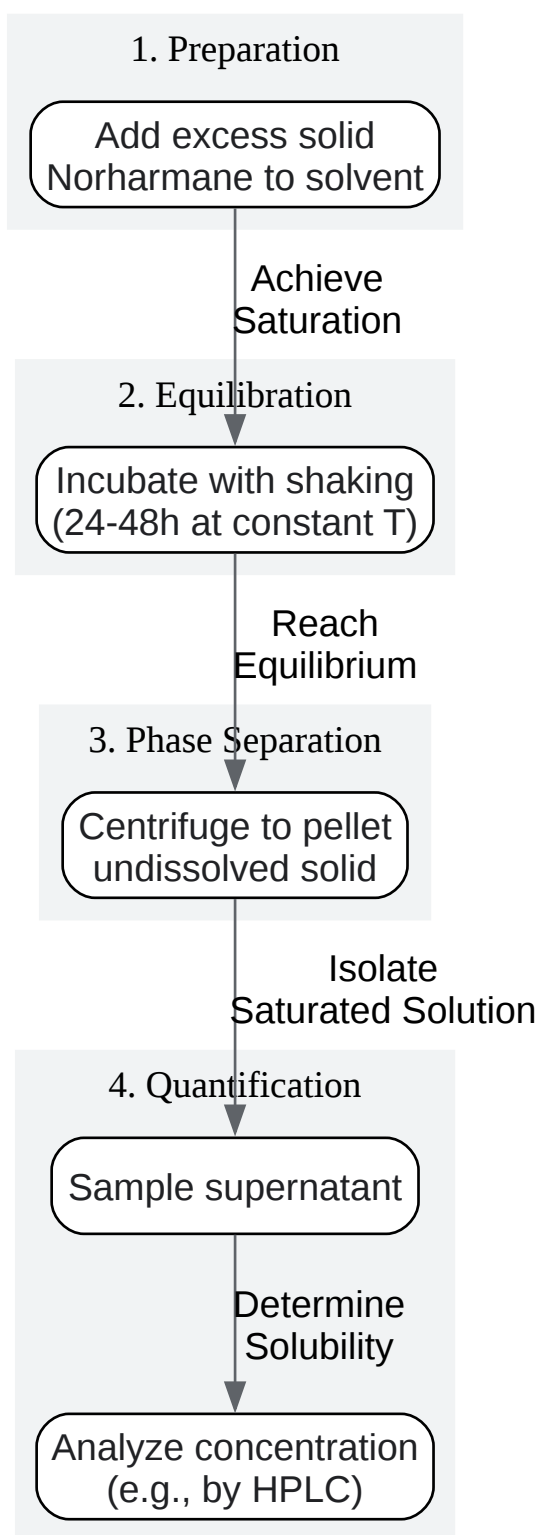 1. Preparation
Add excess solid
Norharmane to solvent
Achieve
Saturation
2. Equilibration
Incubate with shaking
(24-48h at constant T)
Reach
Equilibrium
3. Phase Separation
Centrifuge to pellet
undissolved solid
Isolate
Saturated Solution
4. Quantification
Sample supernatant
Determine
Solubility
Analyze concentration
(e.g., by HPLC)